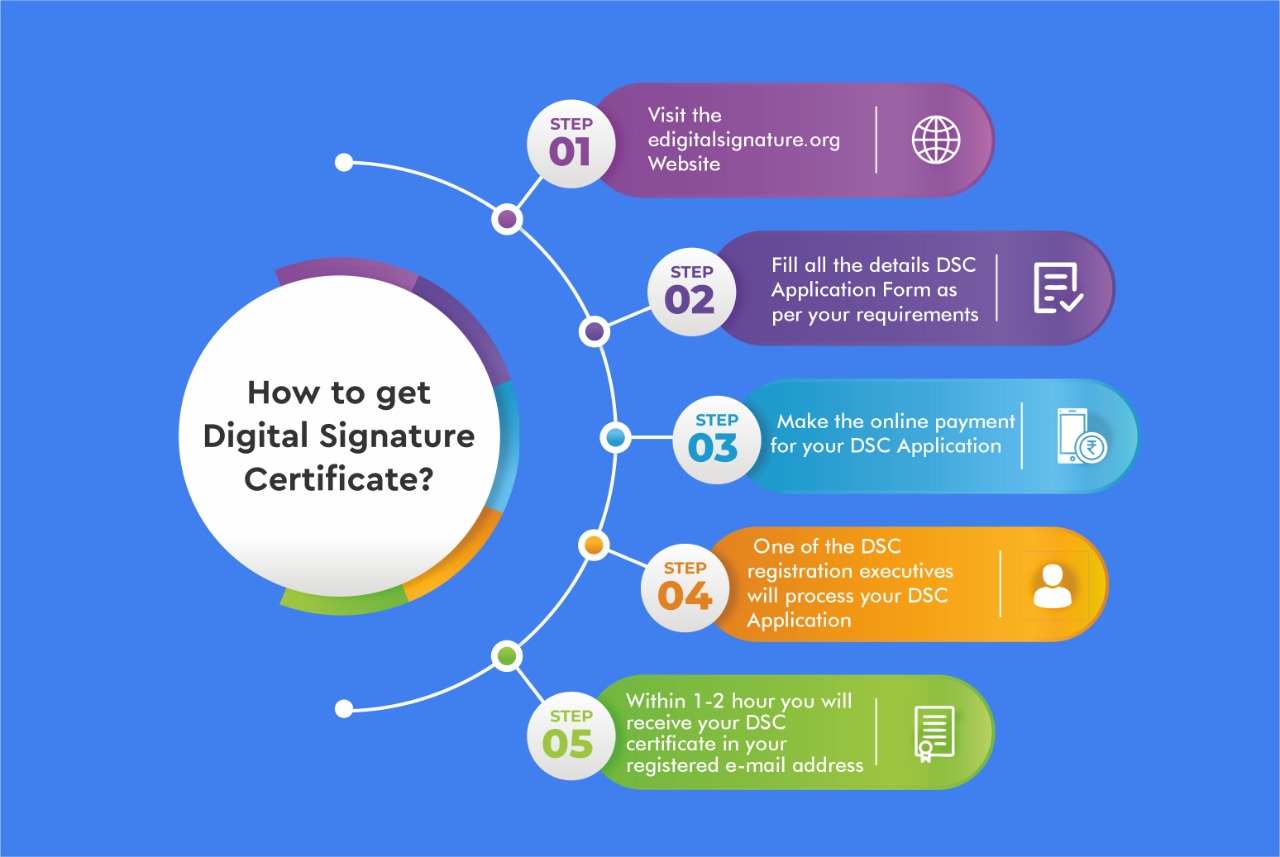 How to get
Digital Signature
Certificate?
STEP
01
Visit the
edigitalsignature.org
Website
STEP
02
Fill all the details DSC
Application Form as
per your requirements
STEP
03
Make the online payment
for your DSC Application
₹
STEP
04
One of the DSC
registration executives
will process your DSC
Application
STEP
05
Within 1-2 hour you will
receive your DSC
certificate in your
registered e-mail address